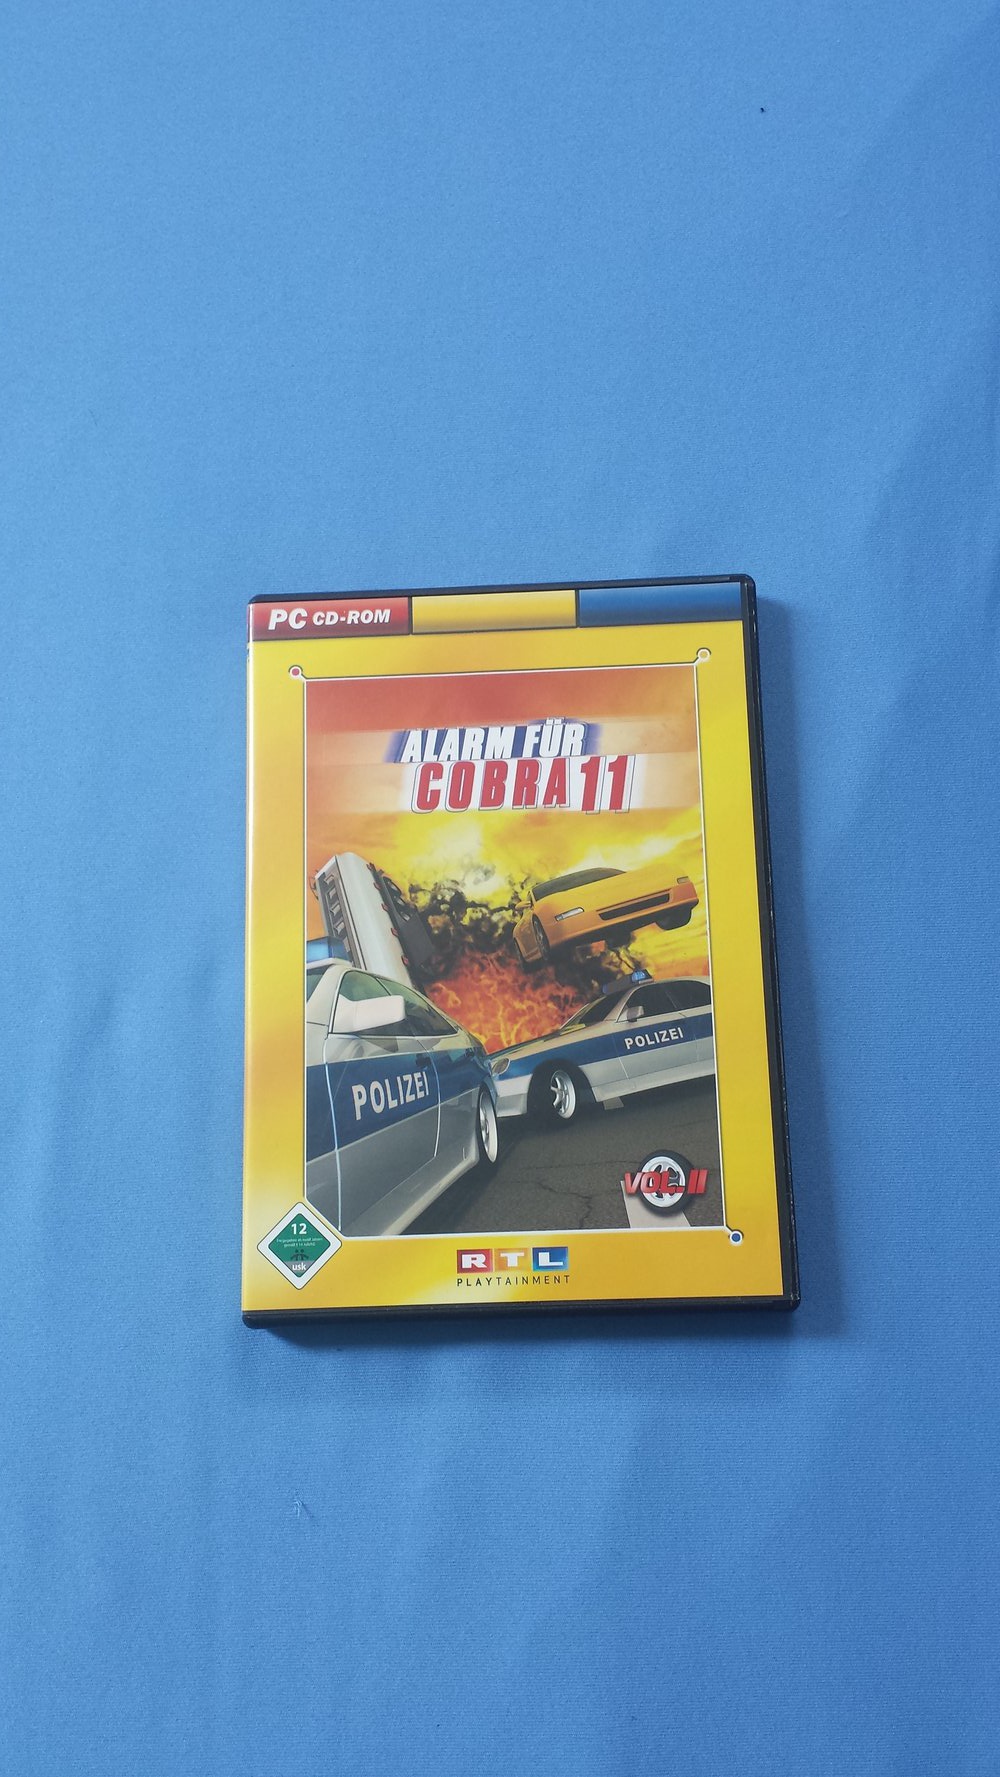 PC CD-ROM
ALARM FÜR
COBRA 11
POLIZEI
POLIZEI
VOL. II
12
usk
RTL
PLAYTAINMENT